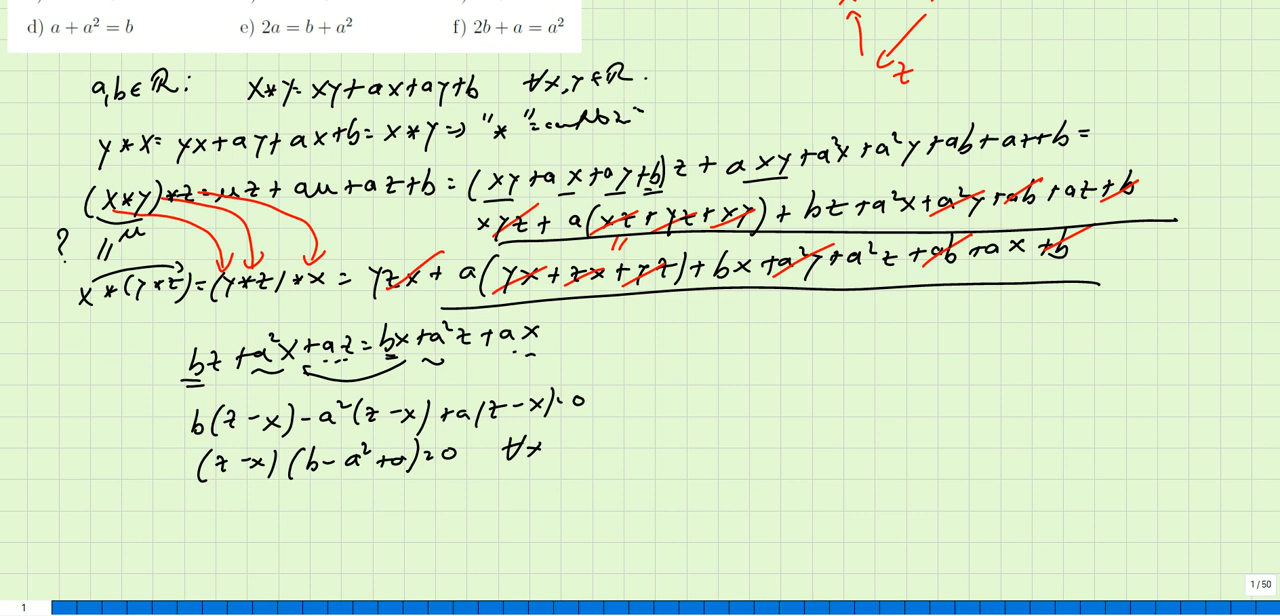 d) a + a² = b e) 2a = b + a² f) 2b + a = a²
z
a,b ∈ ℝ: x*y = xy+ax+ay+b ∀x,y ∈ ℝ.
y*x = yx+ay+ax+b = x*y => "*"
(x*y)*z = uz + au + az + b = (xy+ax+ay+b)z + axy + a²x + a²y + ab + az + b =
u
xyz + a(xz + yz + xy) + bz + a²x + a²y + ab + az + b
? =
x*(y*z) = (y*z)*x = yzx + a(yx + zx + yz) + bx + a²y + a²z + ab + ax + b
bz + a²x + az = bx + a²z + ax
b(z-x) - a²(z-x) + a(z-x) = 0
(z-x)(b-a²+a) = 0 ∀x
1 / 50
1